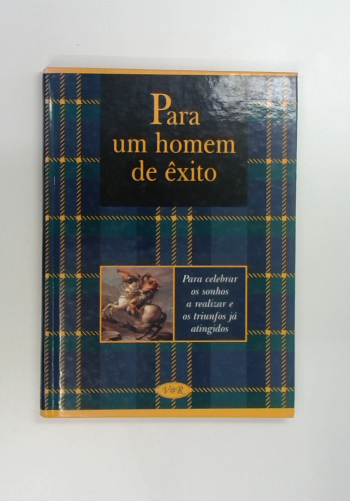 Para
um homem
de êxito
Para celebrar
os sonhos
a realizar e
os triunfos já
atingidos
V&R